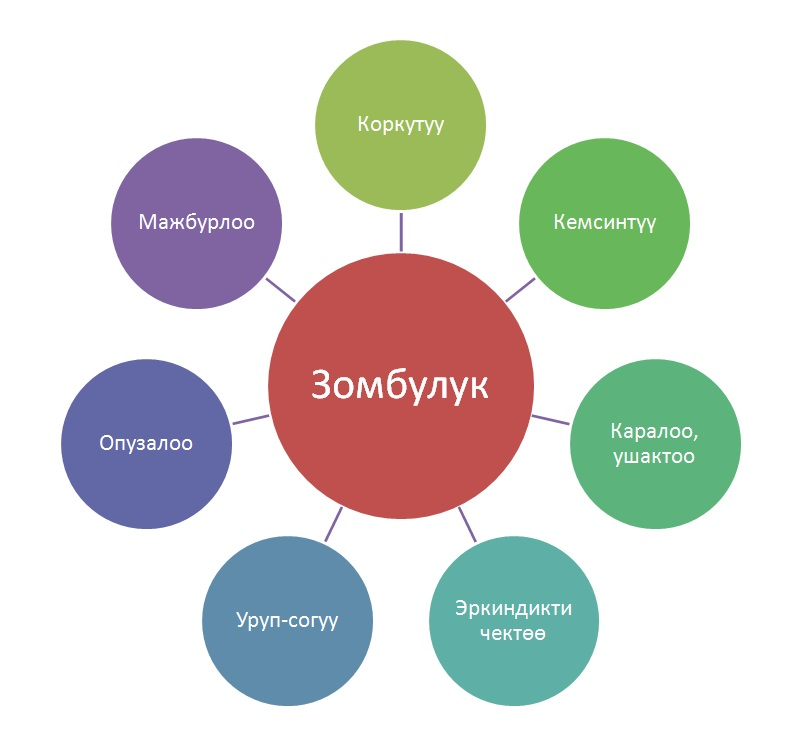 Коркутуу
Кемсинтүү
Каралоо,
ушактоо
Эркиндикти
чектөө
Уруп-согуу
Опузалоо
Мажбурлоо
Зомбулук